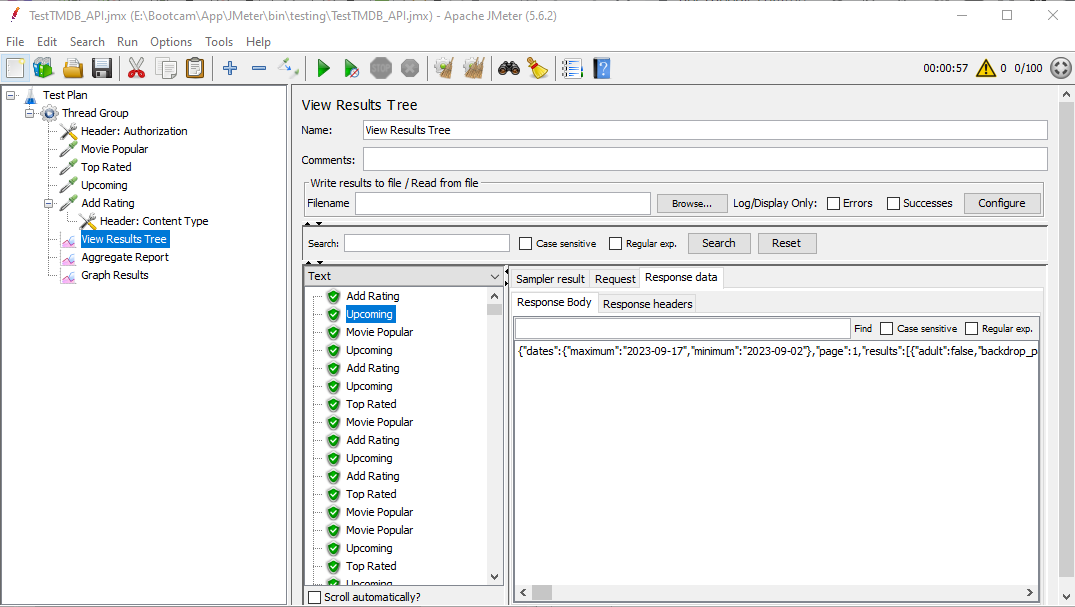 TestTMDB_API.jmx (E:\Bootcam\App\JMeter\bin\testing\TestTMDB_API.jmx) - Apache JMeter (5.6.2)
File Edit Search Run Options Tools Help
STOP
00:00:57 0 0/100
Test Plan
Thread Group
Header: Authorization
Movie Popular
Top Rated
Upcoming
Add Rating
Header: Content Type
View Results Tree
Aggregate Report
Graph Results
View Results Tree
Name: View Results Tree
Comments:
Write results to file / Read from file
Filename Browse... Log/Display Only: Errors Successes Configure
Search: Case sensitive Regular exp. Search Reset
Text
Add Rating
Upcoming
Movie Popular
Upcoming
Add Rating
Upcoming
Top Rated
Movie Popular
Add Rating
Upcoming
Add Rating
Top Rated
Movie Popular
Movie Popular
Upcoming
Top Rated
Upcoming
Scroll automatically?
Sampler result Request Response data
Response Body Response headers
Find Case sensitive Regular exp.
{"dates":{"maximum":"2023-09-17","minimum":"2023-09-02"},"page":1,"results":[{"adult":false,"backdrop_p